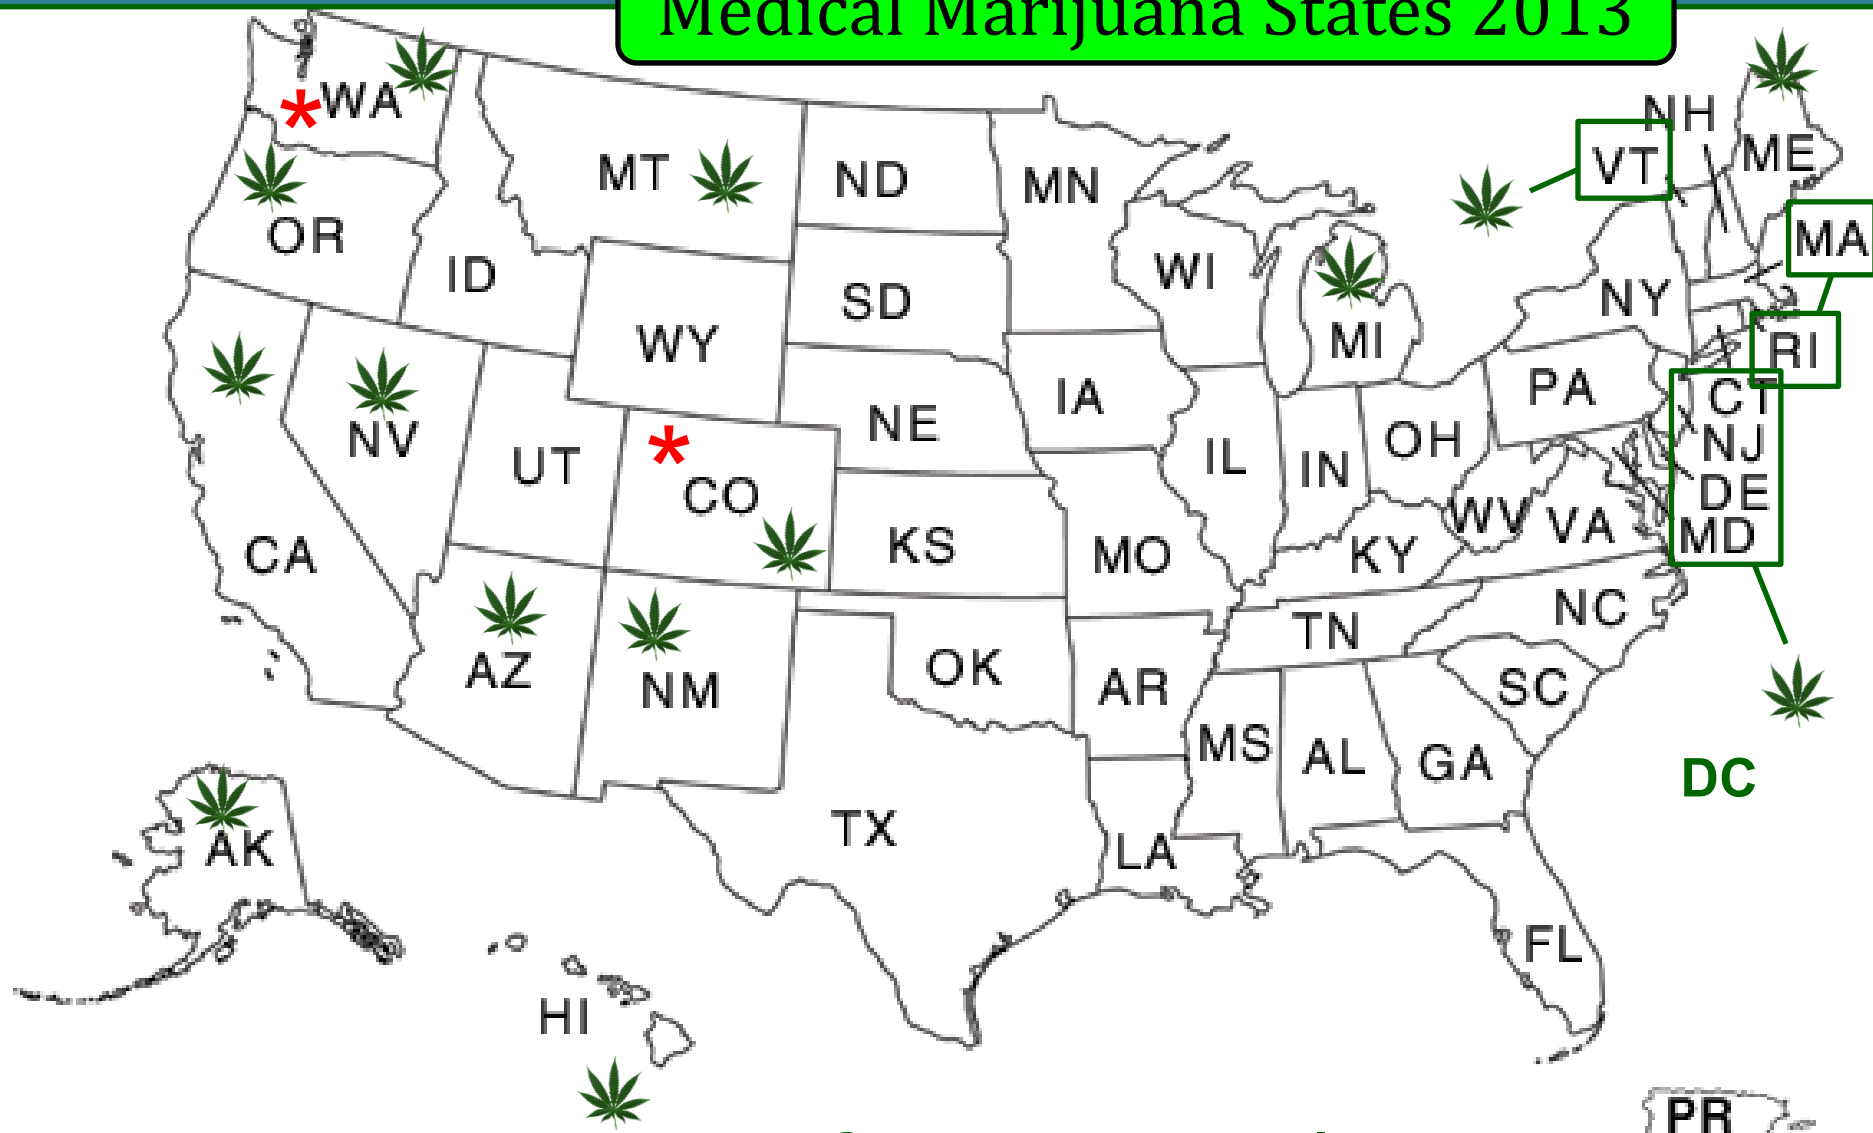 Medical Marijuana States 2013
WA
*
NH
VT
ME
MT
ND
MN
OR
MA
ID
WI
SD
NY
WY
MI
RI
PA
IA
CT
NE
NV
OH
NJ
UT
IL
IN
CO
*
DE
WV
VA
MD
CA
KS
MO
KY
NC
TN
AZ
NM
OK
AR
SC
MS
AL
GA
DC
TX
AK
LA
FL
HI
PR